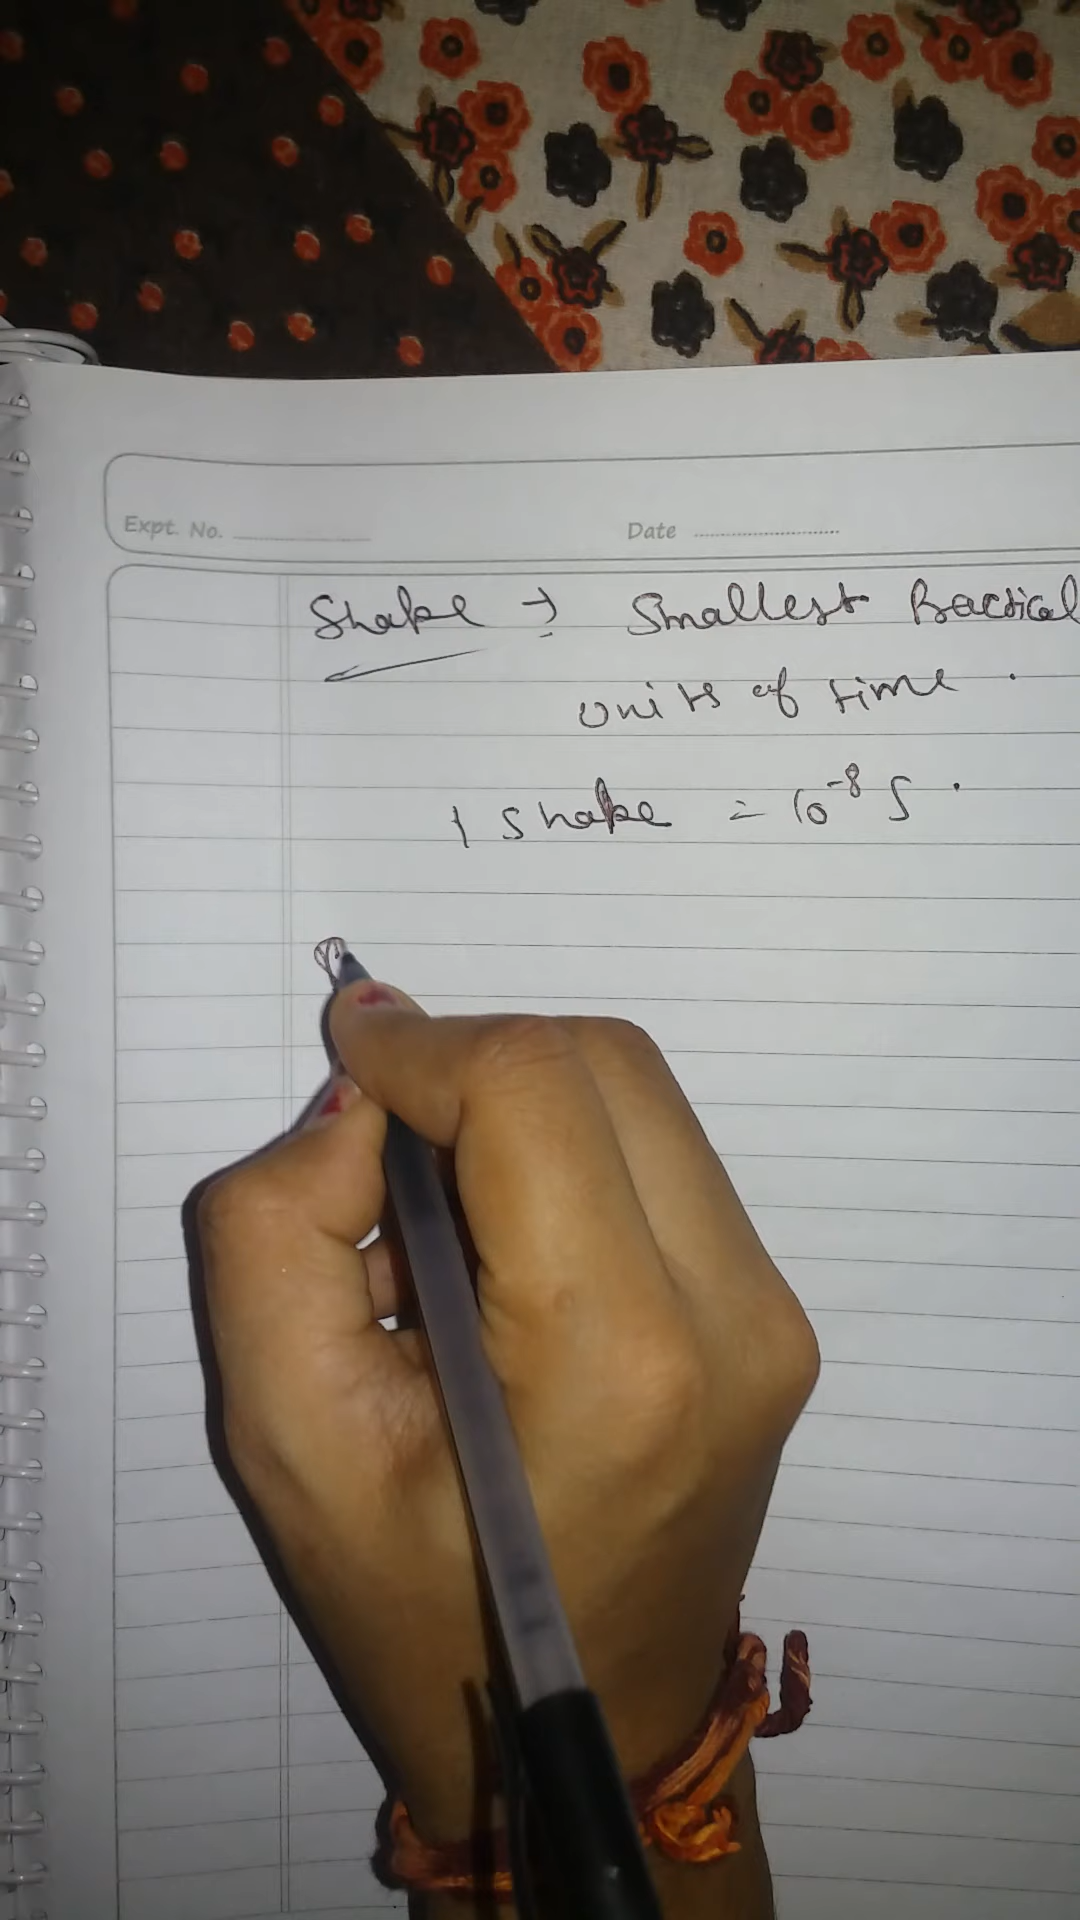 Expt. No. Date
Shake → Smallest Practical
units of time .
1 shake = 10⁻⁸ S .